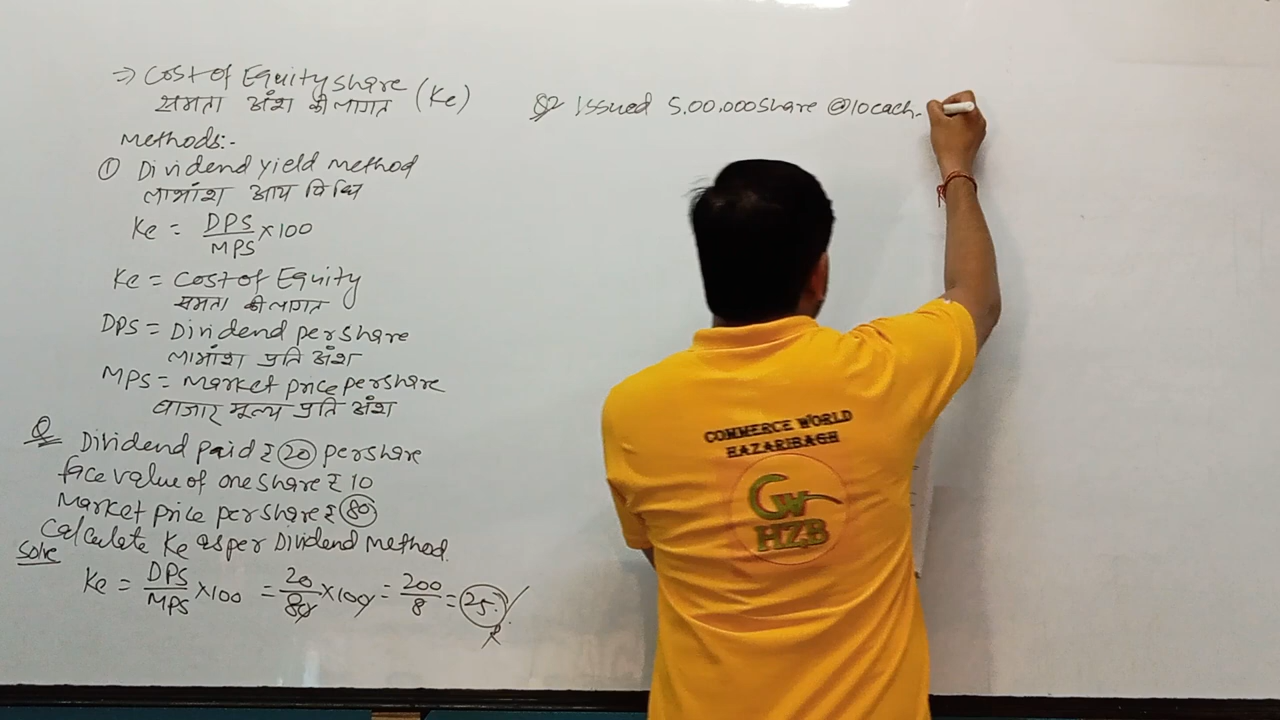 ⇒ Cost of Equity share (Ke)
समता अंश की लागत
Methods:-
① Dividend yield method
लाभांश आय विधि
Ke = DPS/MPS × 100
Ke = Cost of Equity
समता की लागत
DPS = Dividend per share
लाभांश प्रति अंश
MPS = Market price per share
बाजार मूल्य प्रति अंश
Q Dividend paid ₹ 20 per share
face value of one share ₹ 10
Market price per share ₹ 80
Calculate Ke as per Dividend Method.
Solve
Ke = DPS/MPS × 100 = 20/80 × 100 = 200/8 = 25%
Issued 5,00,000 Share @ 10 each.
COMMERCE WORLD
HAZARIBAGH
CW
HZB